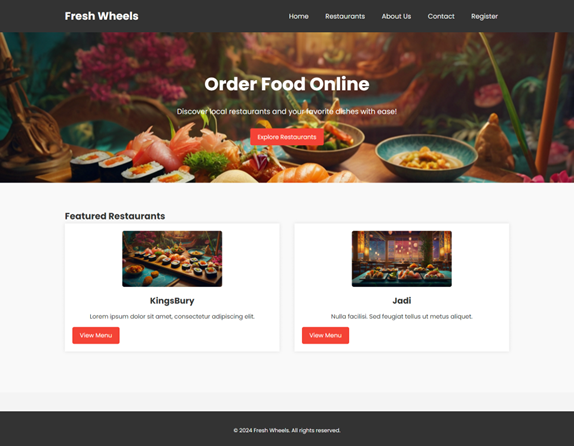 Fresh Wheels
Home Restaurants About Us Contact Register
Order Food Online
Discover local restaurants and your favorite dishes with ease!
Explore Restaurants
Featured Restaurants
KingsBury
Lorem ipsum dolor sit amet, consectetur adipiscing elit.
View Menu
Jadi
Nulla facilisi. Sed feugiat tellus ut metus aliquet.
View Menu
© 2024 Fresh Wheels. All rights reserved.